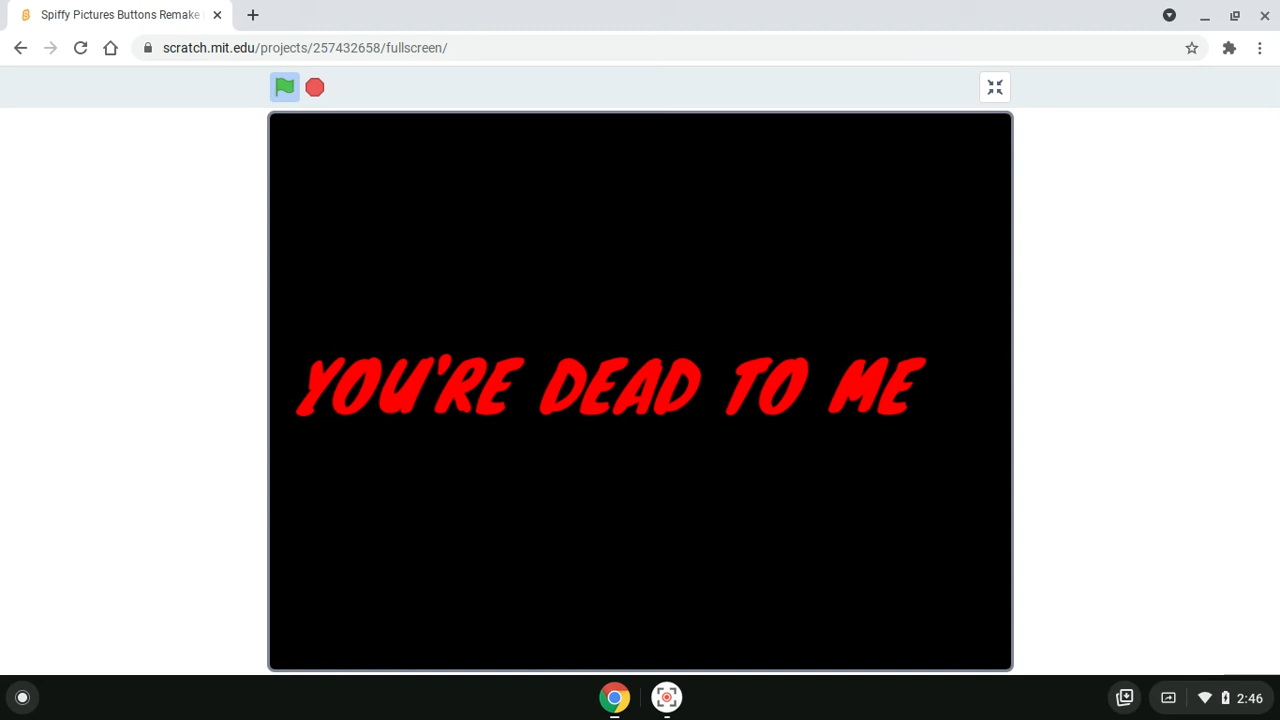 Spiffy Pictures Buttons Remake
scratch.mit.edu/projects/257432658/fullscreen/
YOU'RE DEAD TO ME
2:46